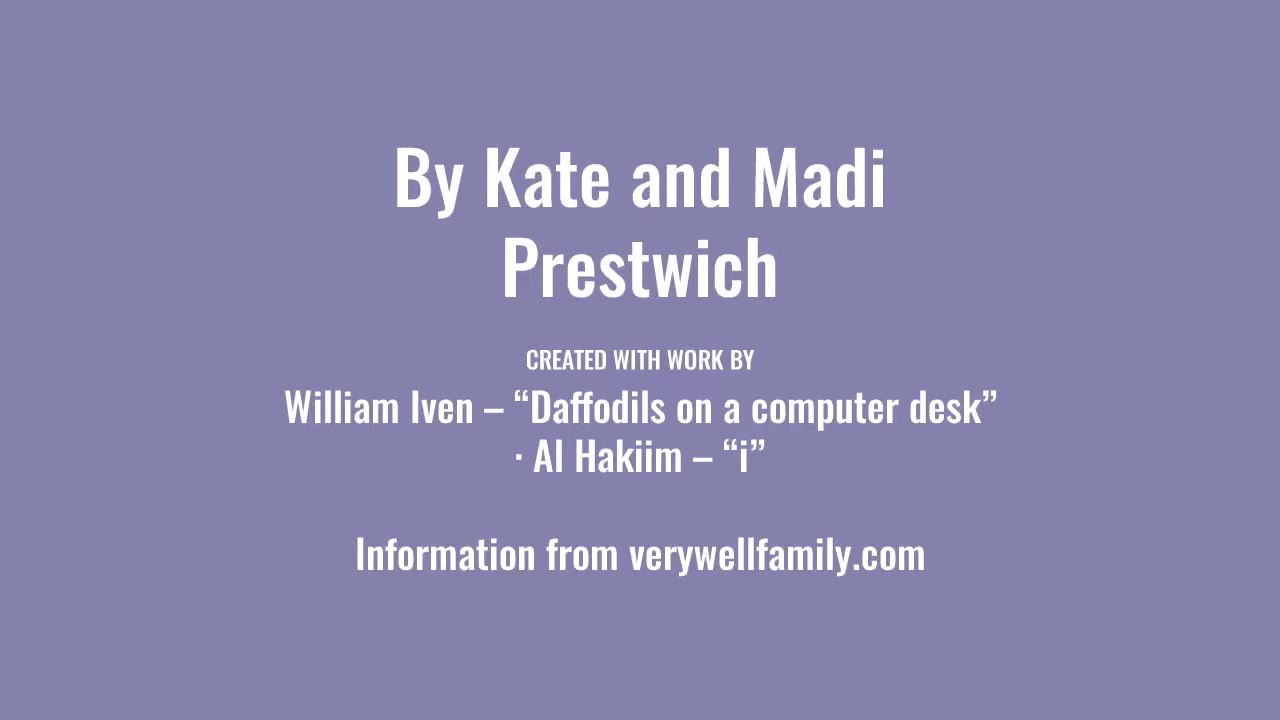 By Kate and Madi
Prestwich
CREATED WITH WORK BY
William Iven – “Daffodils on a computer desk”
· Al Hakiim – “i”
Information from verywellfamily.com